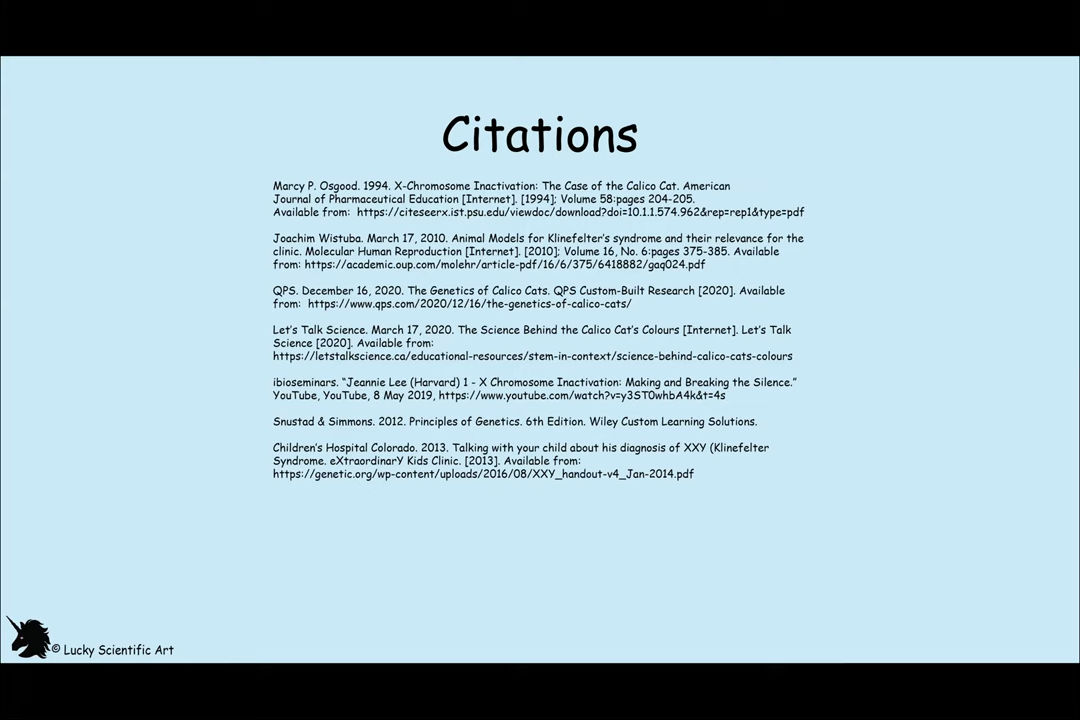 Citations
Marcy P. Osgood. 1994. X-Chromosome Inactivation: The Case of the Calico Cat. American
Journal of Pharmaceutical Education [Internet]. [1994]; Volume 58:pages 204-205.
Available from:  https://citeseerx.ist.psu.edu/viewdoc/download?doi=10.1.1.574.962&rep=rep1&type=pdf
Joachim Wistuba. March 17, 2010. Animal Models for Klinefelter's syndrome and their relevance for the
clinic. Molecular Human Reproduction [Internet]. [2010]; Volume 16, No. 6:pages 375-385. Available
from: https://academic.oup.com/molehr/article-pdf/16/6/375/6418882/gaq024.pdf
QPS. December 16, 2020. The Genetics of Calico Cats. QPS Custom-Built Research [2020]. Available
from:  https://www.qps.com/2020/12/16/the-genetics-of-calico-cats/
Let's Talk Science. March 17, 2020. The Science Behind the Calico Cat's Colours [Internet]. Let's Talk
Science [2020]. Available from:
https://letstalkscience.ca/educational-resources/stem-in-context/science-behind-calico-cats-colours
ibioseminars. "Jeannie Lee (Harvard) 1 - X Chromosome Inactivation: Making and Breaking the Silence."
YouTube, YouTube, 8 May 2019, https://www.youtube.com/watch?v=y3ST0whbA4k&t=4s
Snustad & Simmons. 2012. Principles of Genetics. 6th Edition. Wiley Custom Learning Solutions.
Children's Hospital Colorado. 2013. Talking with your child about his diagnosis of XXY (Klinefelter
Syndrome. eXtraordinarY Kids Clinic. [2013]. Available from:
https://genetic.org/wp-content/uploads/2016/08/XXY_handout-v4_Jan-2014.pdf
© Lucky Scientific Art